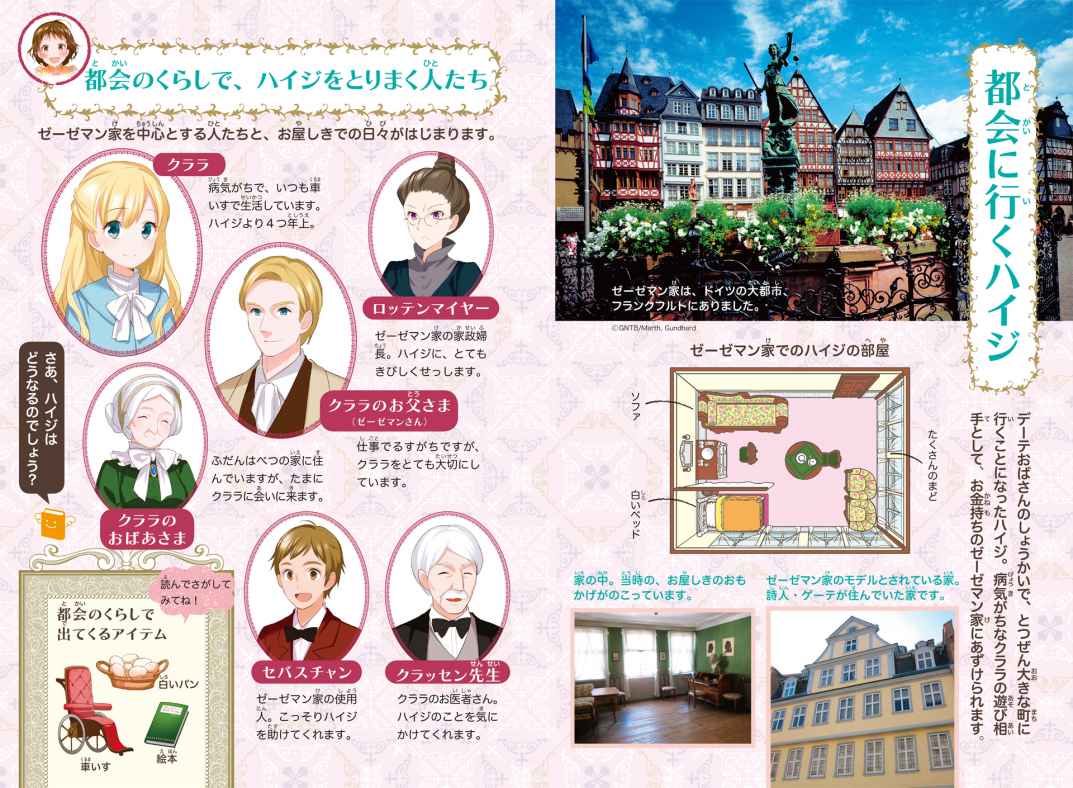 都会に行くハイジ
デーテおばさんのしょうかいで、とつぜん大きな町に
行くことになったハイジ。病気がちなクララの遊び相
手として、お金持ちのゼーゼマン家にあずけられます。
ゼーゼマン家は、ドイツの大都市、
フランクフルトにありました。
©GNTB/Merth, Gundhard
ゼーゼマン家でのハイジの部屋
ソファ
白いベッド
たくさんのまど
家の中。当時の、お屋しきのおも
かげがのこっています。
ゼーゼマン家のモデルとされている家。
詩人・ゲーテが住んでいた家です。
都会のくらしで、ハイジをとりまく人たち
ゼーゼマン家を中心とする人たちと、お屋しきでの日々がはじまります。
クララ
病気がちで、いつも車
いすで生活しています。
ハイジより4つ年上。
ロッテンマイヤー
ゼーゼマン家の家政婦
長。ハイジに、とても
きびしくせっします。
クララのお父さま
（ゼーゼマンさん）
仕事でるすがちですが、
クララをとても大切にし
ています。
クララの
おばあさま
ふだんはべつの家に住
んでいますが、たまに
クララに会いに来ます。
セバスチャン
ゼーゼマン家の使用
人。こっそりハイジ
を助けてくれます。
クラッセン先生
クララのお医者さん。
ハイジのことを気に
かけてくれます。
さあ、ハイジは
どうなるのでしょう？
読んでさがして
みてね！
都会のくらしで
出てくるアイテム
白いパン
車いす
絵本